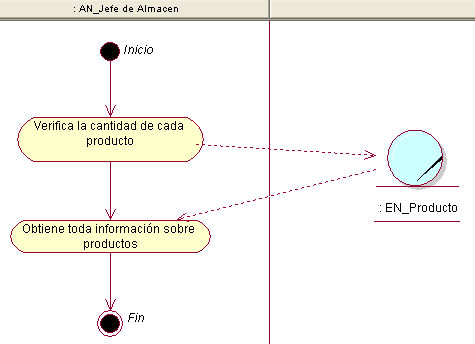 : AN_Jefe de Almacen
Inicio
Verifica la cantidad de cada
producto
: EN_Producto
Obtiene toda información sobre
productos
Fin